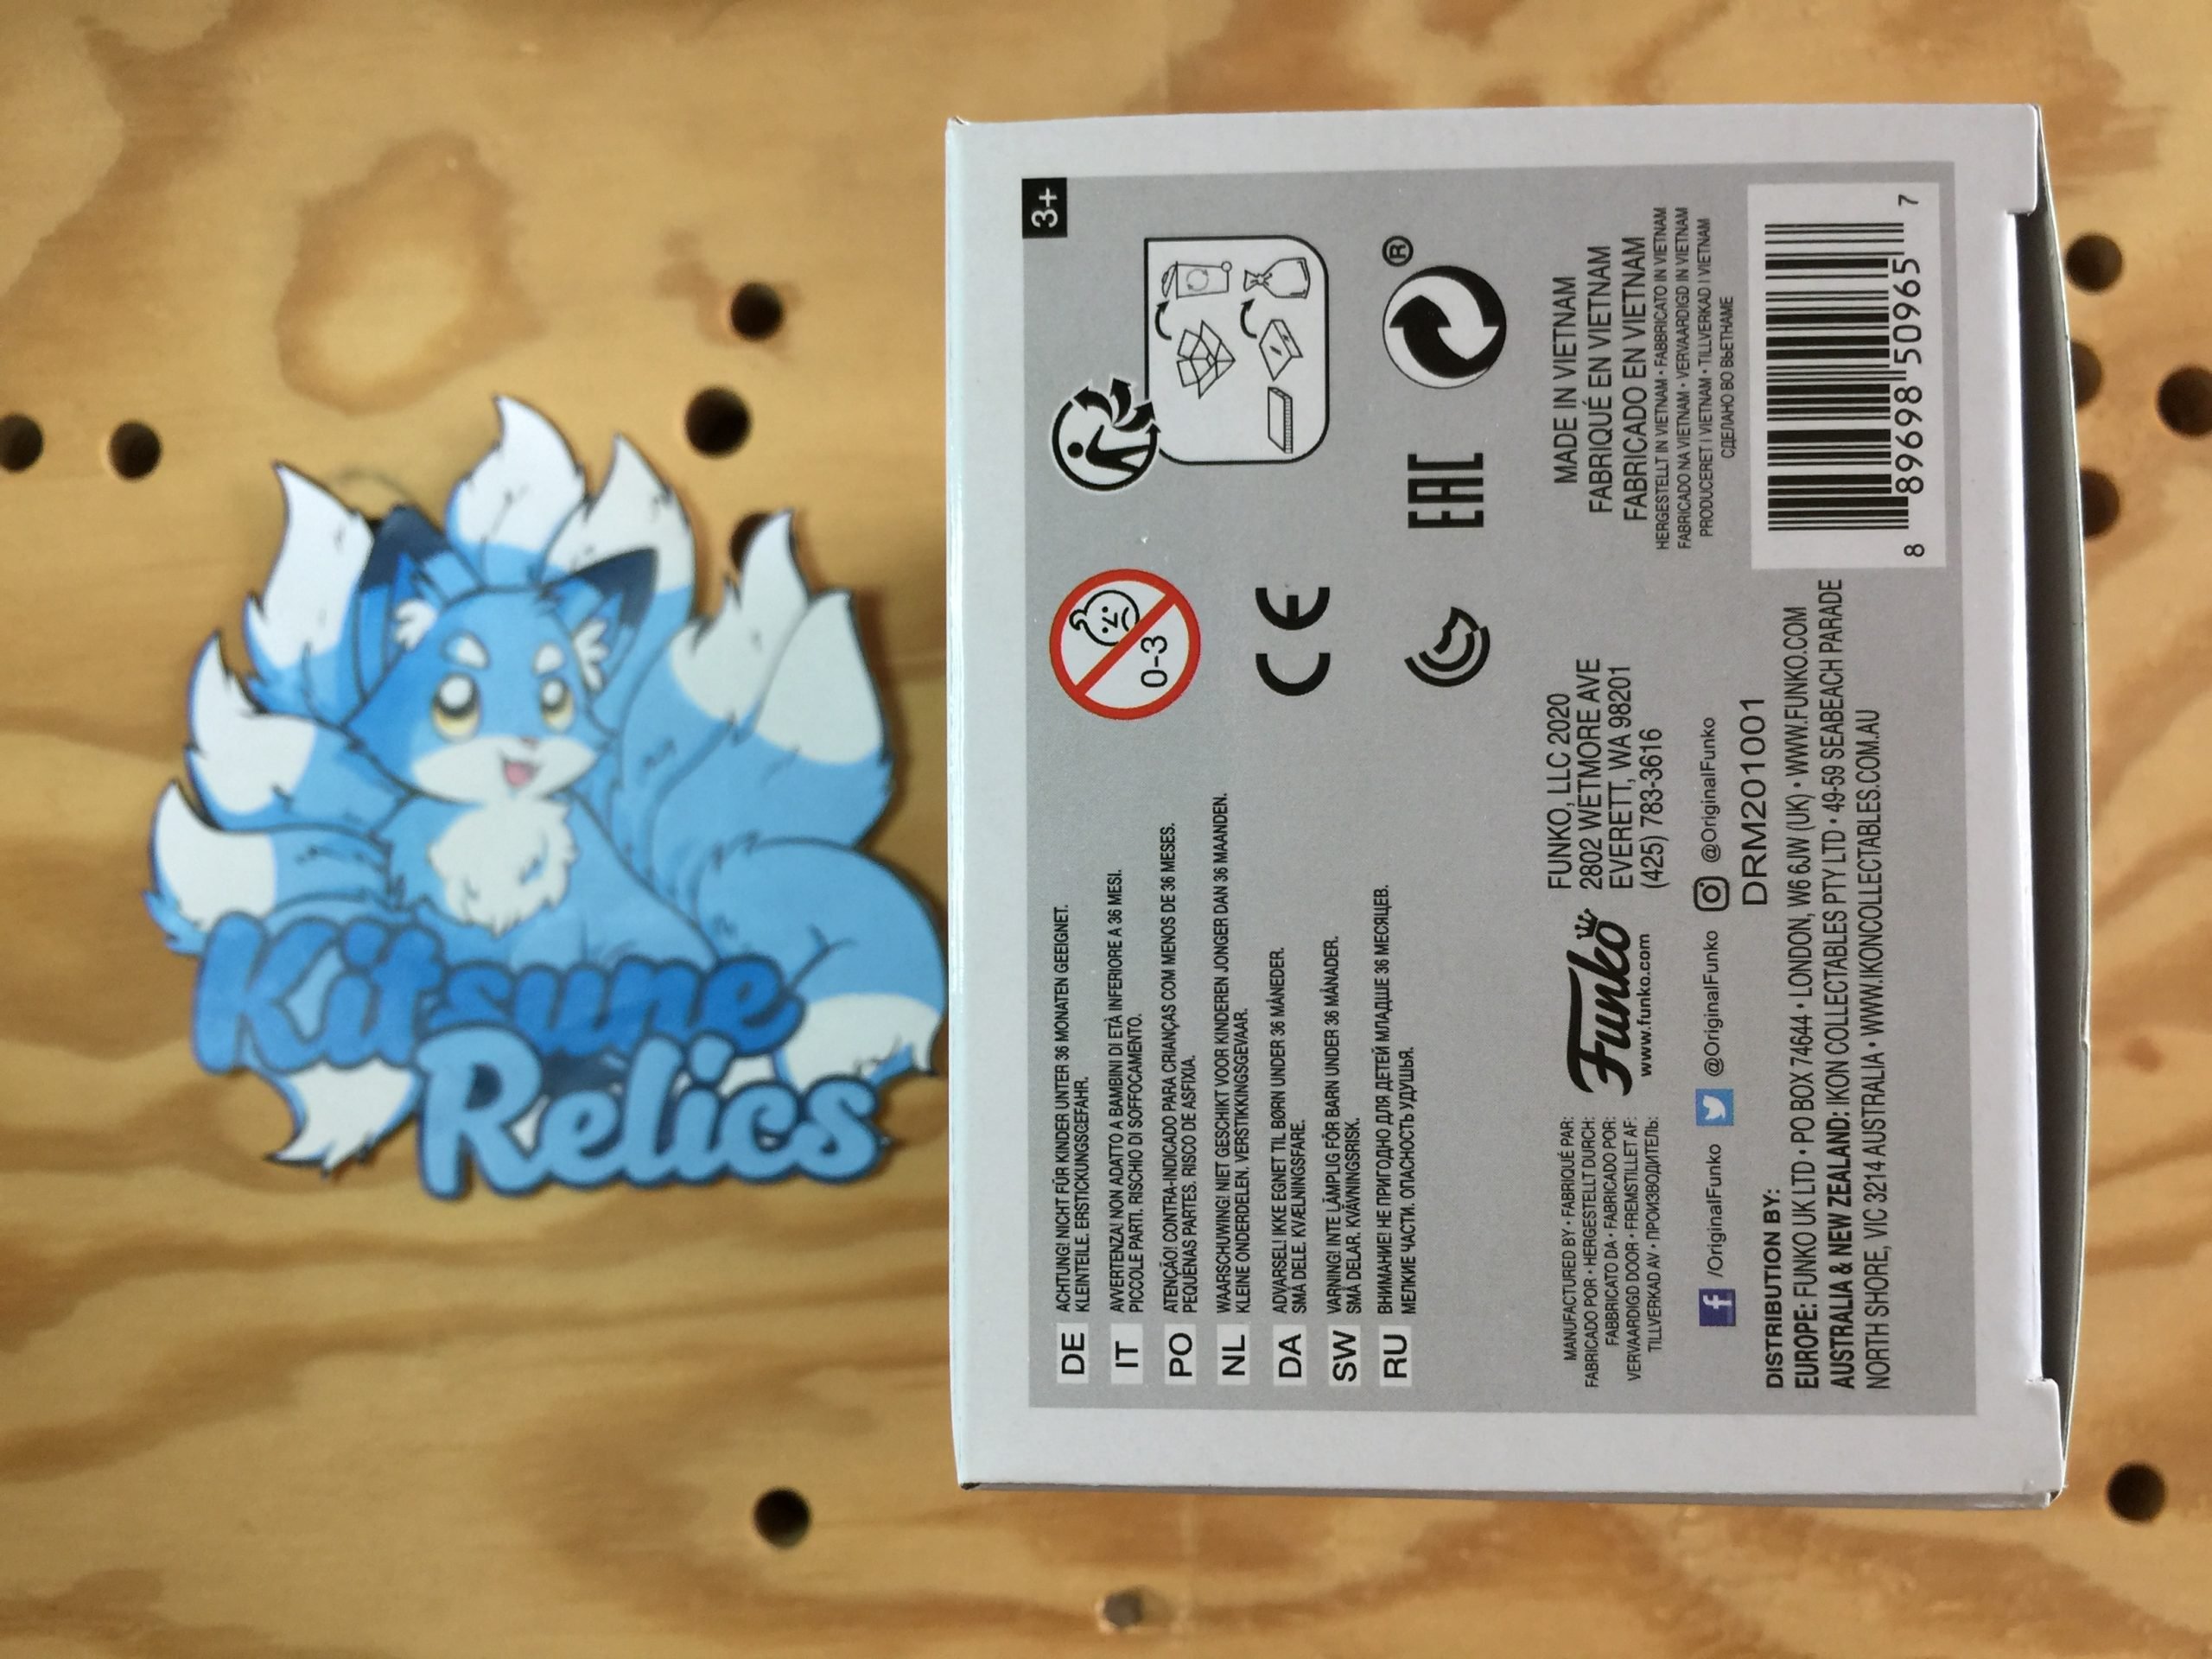 Kitsune
Relics
3+
DE
ACHTUNG! NICHT FÜR KINDER UNTER 36 MONATEN GEEIGNET.
KLEINTEILE. ERSTICKUNGSGEFAHR.
IT
AVVERTENZA! NON ADATTO A BAMBINI DI ETÀ INFERIORE A 36 MESI.
PICCOLE PARTI. RISCHIO DI SOFFOCAMENTO.
PO
ATENÇÃO! CONTRA-INDICADO PARA CRIANÇAS COM MENOS DE 36 MESES.
PEQUENAS PARTES. RISCO DE ASFIXIA.
NL
WAARSCHUWING! NIET GESCHIKT VOOR KINDEREN JONGER DAN 36 MAANDEN.
KLEINE ONDERDELEN. VERSTIKKINGSGEVAAR.
DA
ADVARSEL! IKKE EGNET TIL BØRN UNDER 36 MÅNEDER.
SMÅ DELE. KVÆLNINGSFARE.
SW
VARNING! INTE LÄMPLIG FÖR BARN UNDER 36 MÅNADER.
SMÅ DELAR. KVÄVNINGSRISK.
RU
ВНИМАНИЕ! НЕ ПРИГОДНО ДЛЯ ДЕТЕЙ МЛАДШЕ 36 МЕСЯЦЕВ.
МЕЛКИЕ ЧАСТИ. ОПАСНОСТЬ УДУШЬЯ.
0-3
CE
EAC
®
MANUFACTURED BY • FABRIQUÉ PAR:
FABRICADO POR • HERGESTELLT DURCH:
FABBRICATO DA • FABRICADO POR:
VERVAARDIGD DOOR • FREMSTILLET AF:
TILLVERKAD AV • ПРОИЗВОДИТЕЛЬ:
Funko
www.funko.com
FUNKO, LLC 2020
2802 WETMORE AVE
EVERETT, WA 98201
(425) 783-3616
/OriginalFunko @OriginalFunko @OriginalFunko
DRM201001
DISTRIBUTION BY:
EUROPE: FUNKO UK LTD • PO BOX 74644 • LONDON, W6 6JW (UK) • WWW.FUNKO.COM
AUSTRALIA & NEW ZEALAND: IKON COLLECTABLES PTY LTD • 49-59 SEABEACH PARADE
NORTH SHORE, VIC 3214 AUSTRALIA • WWW.IKONCOLLECTABLES.COM.AU
MADE IN VIETNAM
FABRIQUÉ EN VIETNAM
FABRICADO EN VIETNAM
HERGESTELLT IN VIETNAM • FABBRICATO IN VIETNAM
FABRICADO NA VIETNAM • VERVAARDIGD IN VIETNAM
PRODUCERET I VIETNAM • TILLVERKAD I VIETNAM
СДЕЛАНО ВО ВЬЕТНАМЕ
8 89698 50965 7